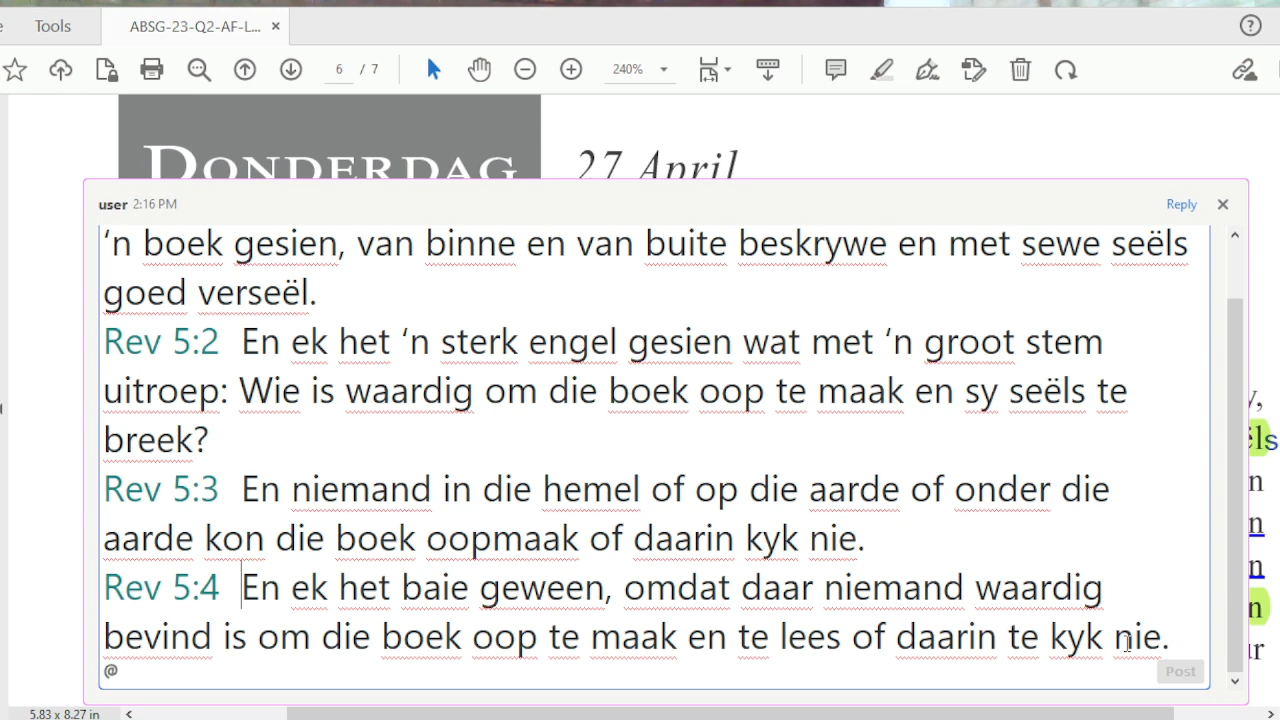 Tools
ABSG-23-Q2-AF-L... ×
6 / 7
240%
DONDERDAG
27 April
user 2:16 PM
Reply
‘n boek gesien, van binne en van buite beskrywe en met sewe seëls
goed verseël.
Rev 5:2 En ek het ‘n sterk engel gesien wat met ‘n groot stem
uitroep: Wie is waardig om die boek oop te maak en sy seëls te
breek?
Rev 5:3 En niemand in die hemel of op die aarde of onder die
aarde kon die boek oopmaak of daarin kyk nie.
Rev 5:4 En ek het baie geween, omdat daar niemand waardig
bevind is om die boek oop te maak en te lees of daarin te kyk nie.
@
Post
5.83 x 8.27 in